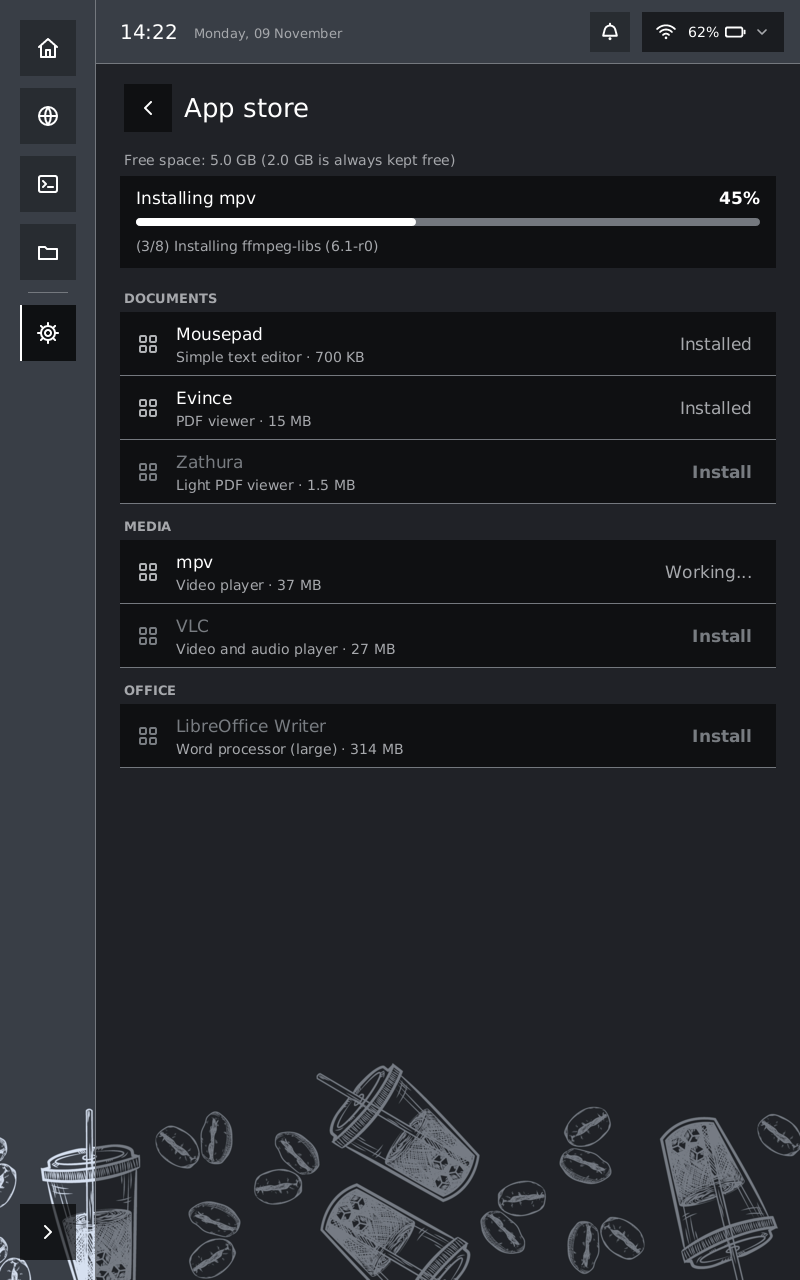 14:22 Monday, 09 November 62%
App store
Free space: 5.0 GB (2.0 GB is always kept free)
Installing mpv 45%
(3/8) Installing ffmpeg-libs (6.1-r0)
DOCUMENTS
Mousepad
Simple text editor · 700 KB
Installed
Evince
PDF viewer · 15 MB
Installed
Zathura
Light PDF viewer · 1.5 MB
Install
MEDIA
mpv
Video player · 37 MB
Working...
VLC
Video and audio player · 27 MB
Install
OFFICE
LibreOffice Writer
Word processor (large) · 314 MB
Install